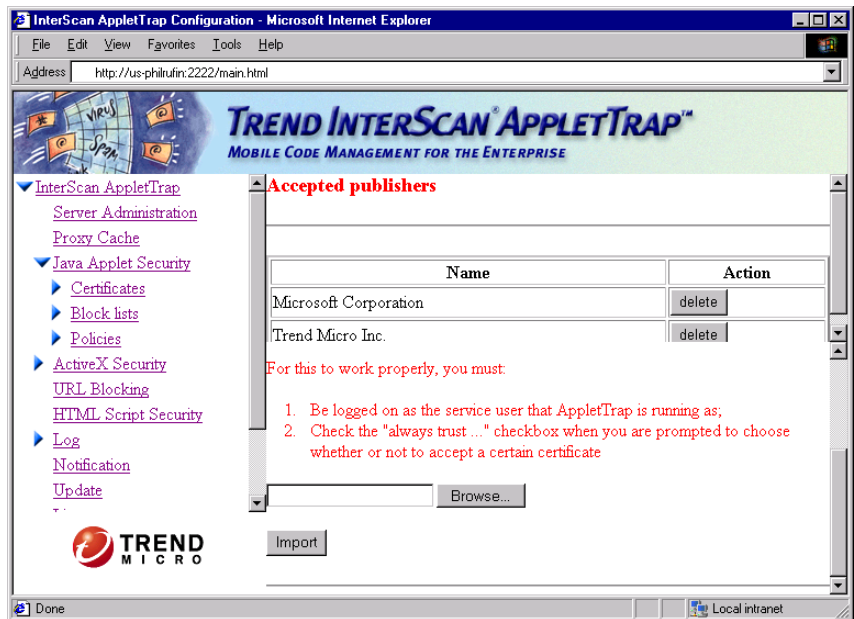 InterScan AppletTrap Configuration - Microsoft Internet Explorer
File Edit View Favorites Tools Help
Address http://us-philrufin:2222/main.html
VIRUS
SPAM
TREND INTERSCAN® APPLETTRAP™
MOBILE CODE MANAGEMENT FOR THE ENTERPRISE
InterScan AppletTrap
Server Administration
Proxy Cache
Java Applet Security
Certificates
Block lists
Policies
ActiveX Security
URL Blocking
HTML Script Security
Log
Notification
Update
TREND
MICRO
Accepted publishers
Name Action
Microsoft Corporation delete
Trend Micro Inc. delete
For this to work properly, you must:
1. Be logged on as the service user that AppletTrap is running as;
2. Check the "always trust ..." checkbox when you are prompted to choose
whether or not to accept a certain certificate
Browse...
Import
Done
Local intranet